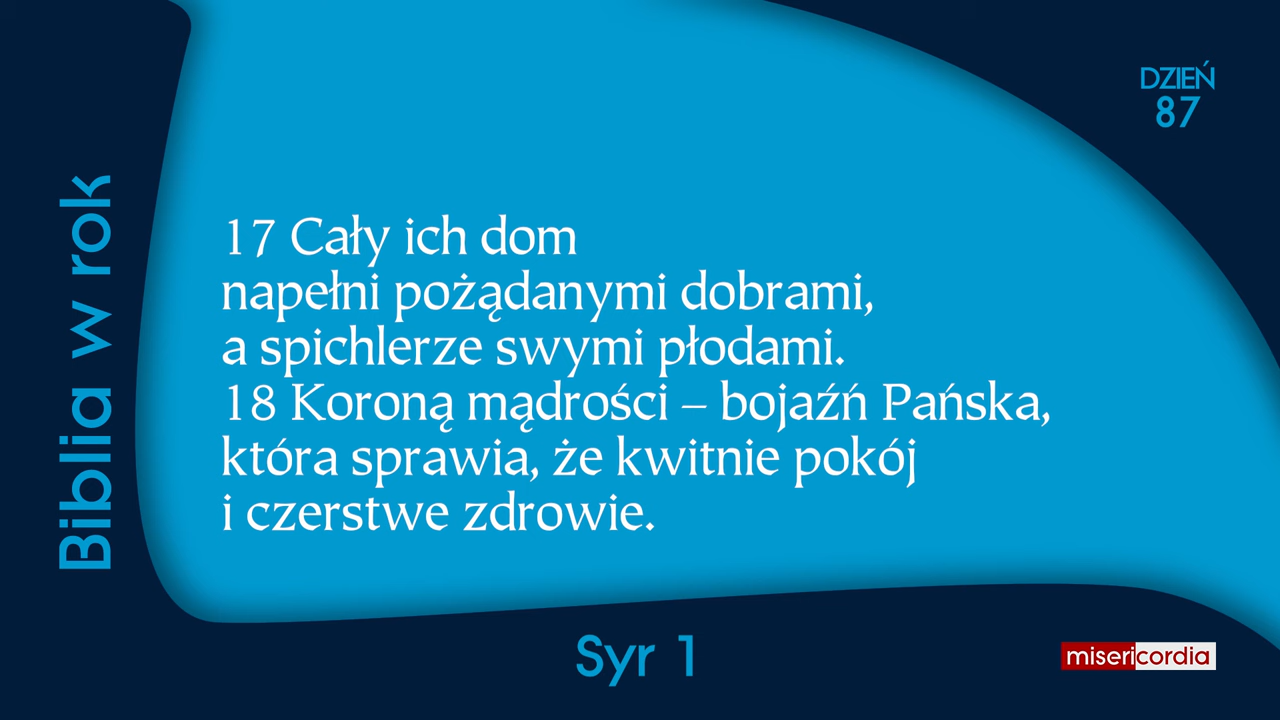 DZIEŃ
87
Biblia w rok
17 Cały ich dom
napełni pożądanymi dobrami,
a spichlerze swymi płodami.
18 Koroną mądrości – bojaźń Pańska,
która sprawia, że kwitnie pokój
i czerstwe zdrowie.
Syr 1
misericordia